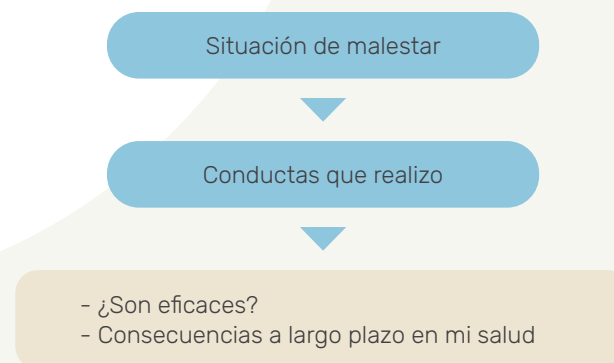 Situación de malestar
Conductas que realizo
- ¿Son eficaces?
- Consecuencias a largo plazo en mi salud